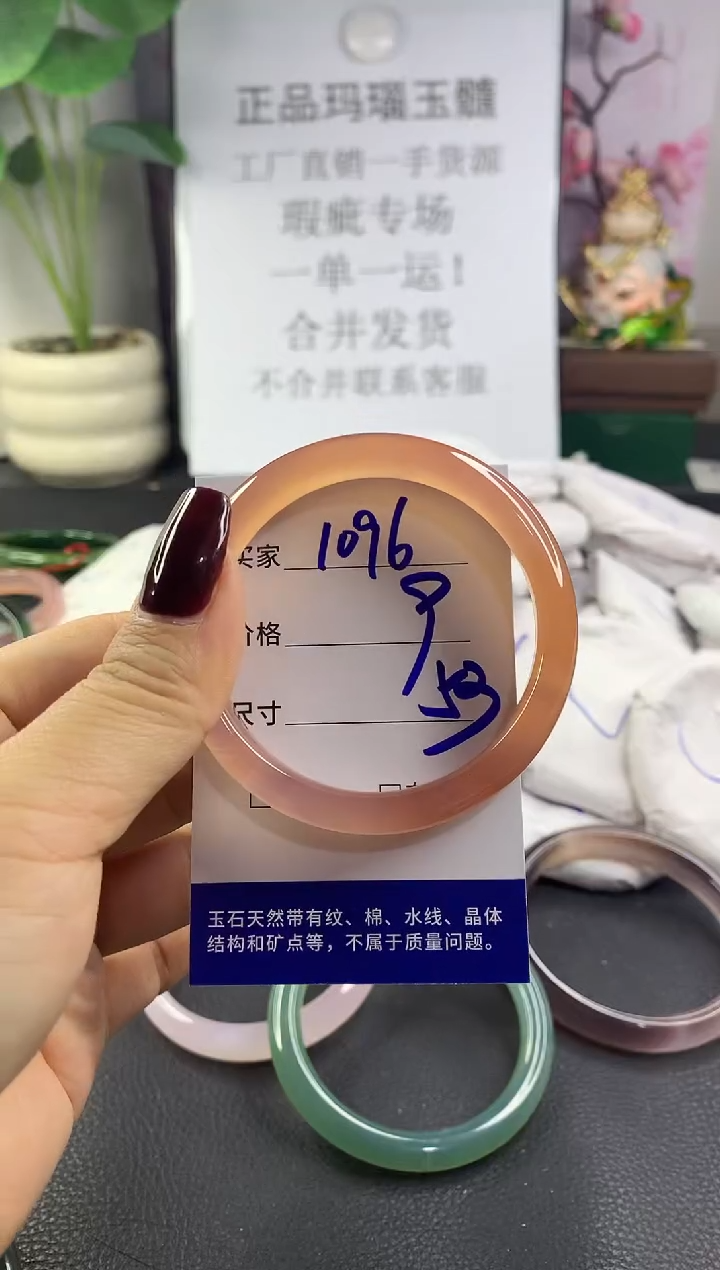 正品玛瑙玉髓
工厂直销一手货源
瑕疵专场
一单一运！
合并发货
不合并联系客服
买家 1096
价格
尺寸
玉石天然带有纹、棉、水线、晶体
结构和矿点等，不属于质量问题。